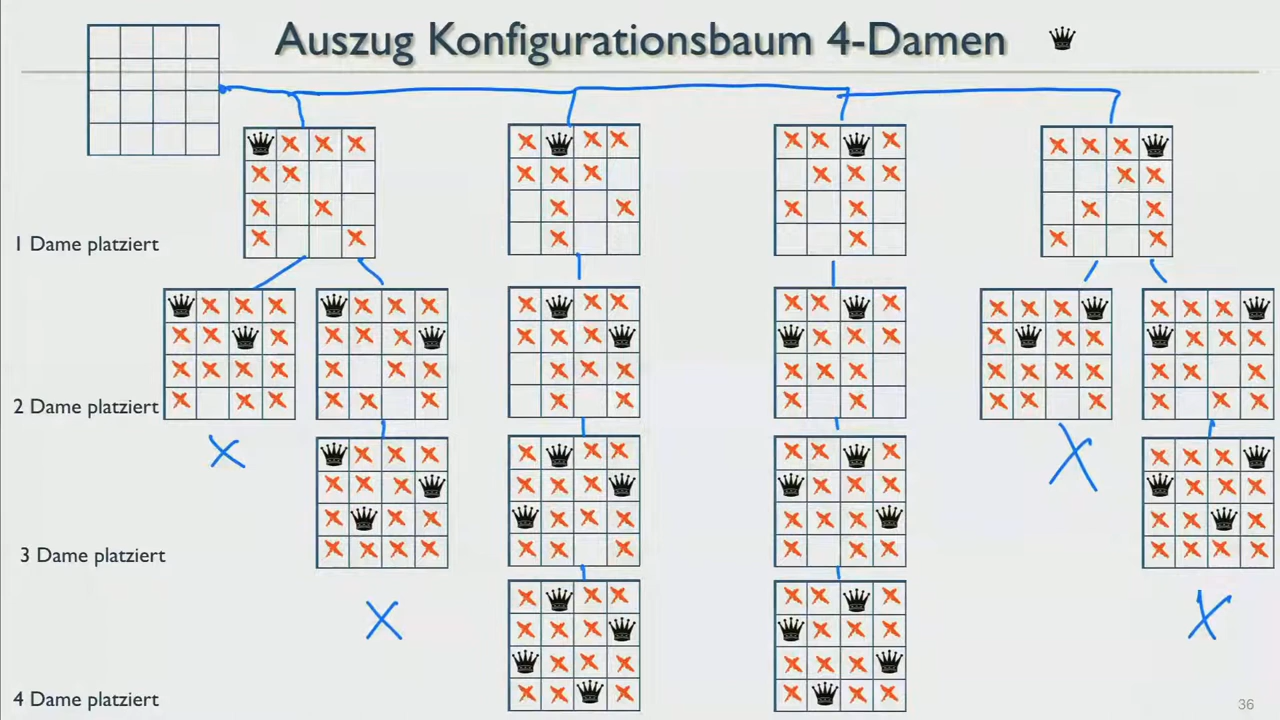 Auszug Konfigurationsbaum 4-Damen
1 Dame platziert
2 Dame platziert
3 Dame platziert
4 Dame platziert
36